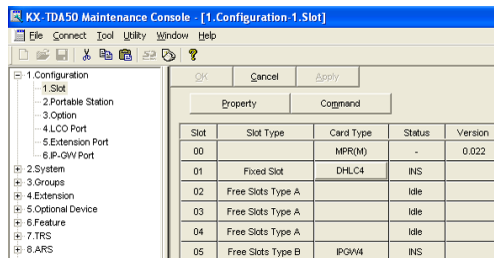 KX-TDA50 Maintenance Console - [1.Configuration-1.Slot]
File Connect Tool Utility Window Help
1.Configuration
1.Slot
2.Portable Station
3.Option
4.LCO Port
5.Extension Port
6.IP-GW Port
2.System
3.Groups
4.Extension
5.Optional Device
6.Feature
7.TRS
8.ARS
OK Cancel Apply
Property Command
Slot Slot Type Card Type Status Version
00 MPR(M) - 0.022
01 Fixed Slot DHLC4 INS
02 Free Slots Type A Idle
03 Free Slots Type A Idle
04 Free Slots Type A Idle
05 Free Slots Type B IPGW4 INS